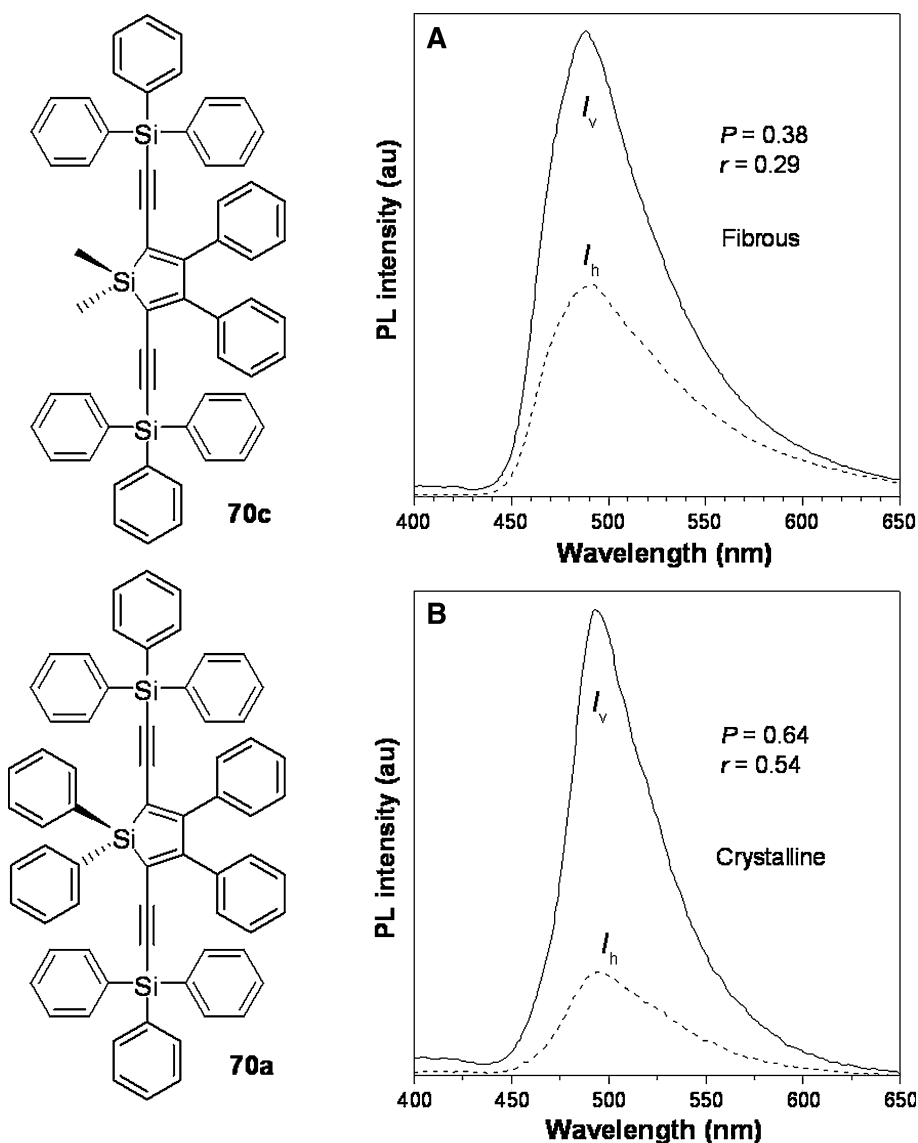 Si
Si
Si
70c
A
I_v
P = 0.38
r = 0.29
Fibrous
I_h
PL intensity (au)
400 450 500 550 600 650
Wavelength (nm)
Si
Si
Si
70a
B
I_v
P = 0.64
r = 0.54
Crystalline
I_h
PL intensity (au)
400 450 500 550 600 650
Wavelength (nm)